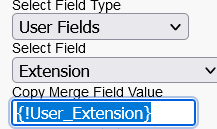 Select Field Type
User Fields
Select Field
Extension
Copy Merge Field Value
{!User_Extension}